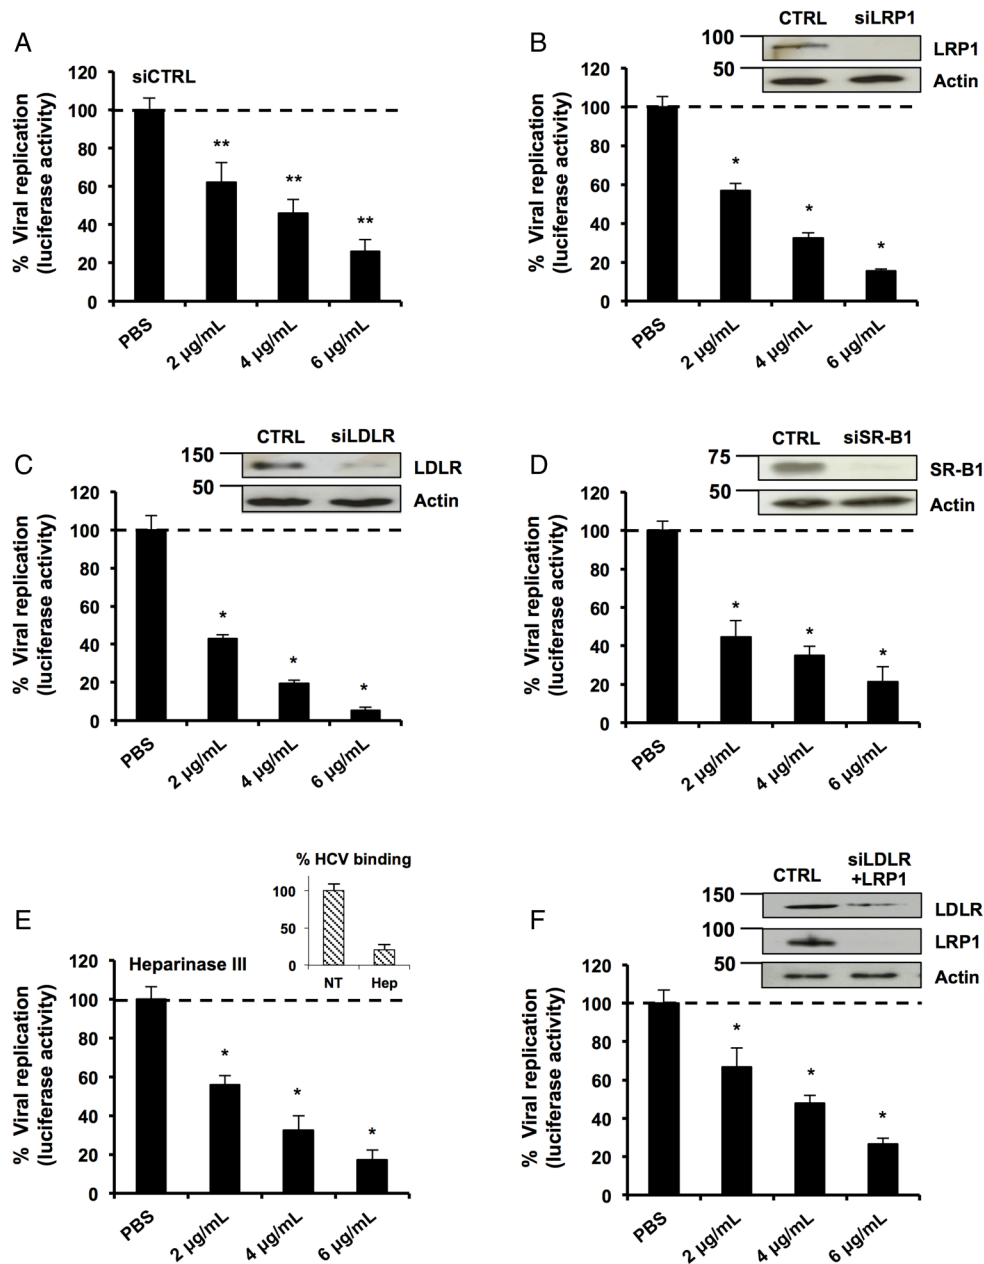 A
siCTRL
% Viral replication
(luciferase activity)
120
100
80
60
40
20
0
**
**
**
PBS
2 µg/mL
4 µg/mL
6 µg/mL
B
CTRL siLRP1
100
LRP1
50
Actin
% Viral replication
(luciferase activity)
120
100
80
60
40
20
0
*
*
*
PBS
2 µg/mL
4 µg/mL
6 µg/mL
C
CTRL siLDLR
150
LDLR
50
Actin
% Viral replication
(luciferase activity)
120
100
80
60
40
20
0
*
*
*
PBS
2 µg/mL
4 µg/mL
6 µg/mL
D
CTRL siSR-B1
75
SR-B1
50
Actin
% Viral replication
(luciferase activity)
120
100
80
60
40
20
0
*
*
*
PBS
2 µg/mL
4 µg/mL
6 µg/mL
E
% HCV binding
100
50
0
NT Hep
Heparinase III
% Viral replication
(luciferase activity)
120
100
80
60
40
20
0
*
*
*
PBS
2 µg/mL
4 µg/mL
6 µg/mL
F
CTRL siLDLR
+LRP1
150
LDLR
100
LRP1
50
Actin
% Viral replication
(luciferase activity)
120
100
80
60
40
20
0
*
*
*
PBS
2 µg/mL
4 µg/mL
6 µg/mL